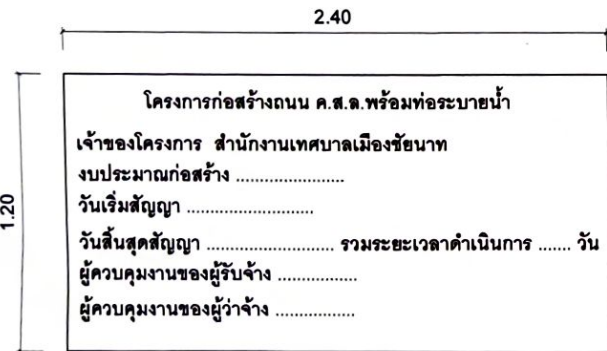 2.40
1.20
โครงการก่อสร้างถนน ค.ส.ล.พร้อมท่อระบายน้ำ
เจ้าของโครงการ สำนักงานเทศบาลเมืองชัยนาท
งบประมาณก่อสร้าง ......................
วันเริ่มสัญญา ..........................
วันสิ้นสุดสัญญา .......................... รวมระยะเวลาดำเนินการ ....... วัน
ผู้ควบคุมงานของผู้รับจ้าง ................
ผู้ควบคุมงานของผู้ว่าจ้าง ................